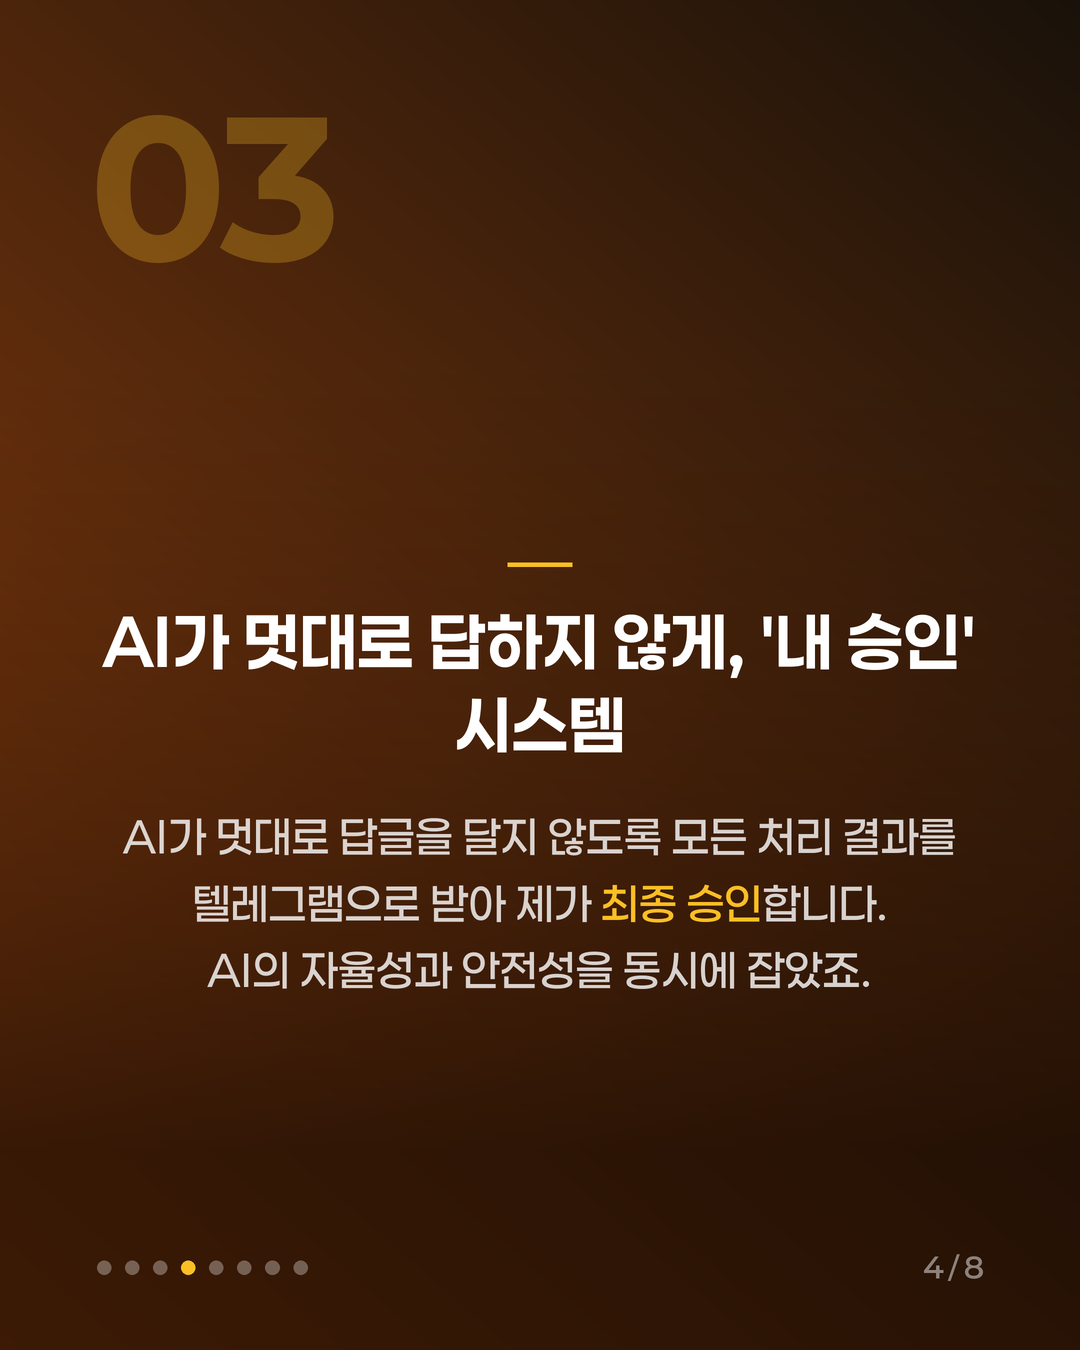 03
AI가 멋대로 답하지 않게, '내 승인'
시스템
AI가 멋대로 답글을 달지 않도록 모든 처리 결과를
텔레그램으로 받아 제가 최종 승인합니다.
AI의 자율성과 안전성을 동시에 잡았죠.
4/8